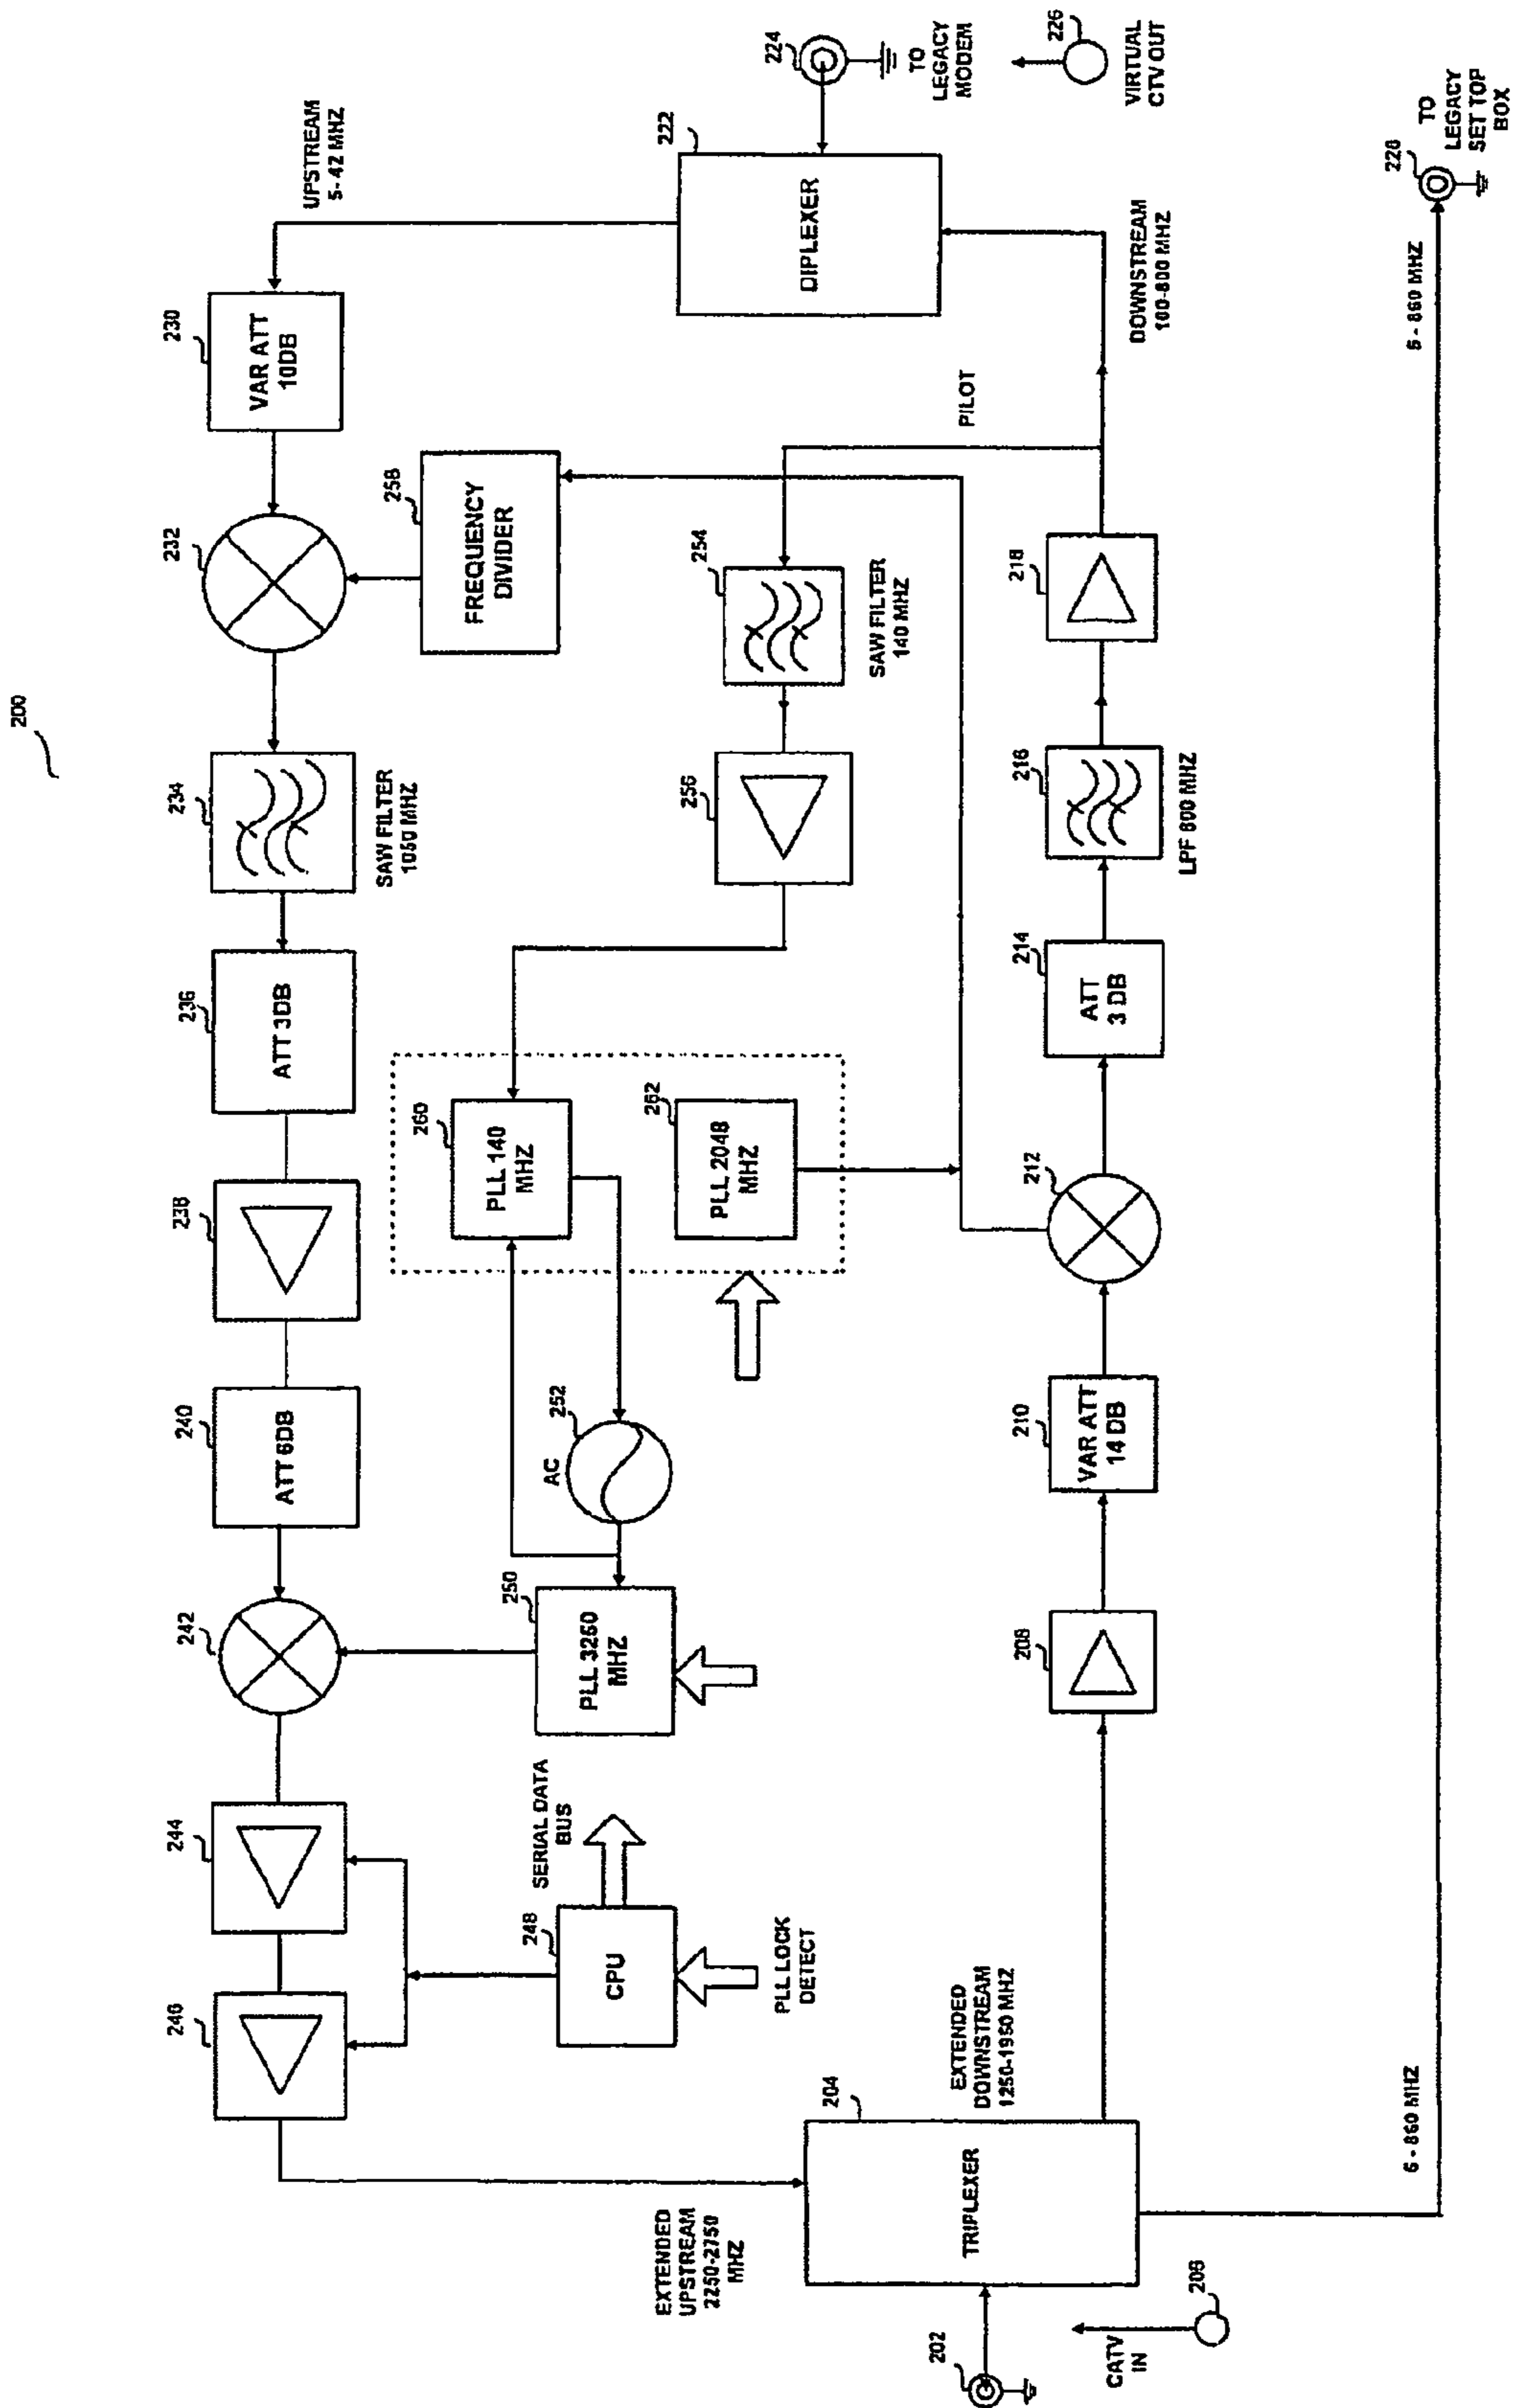 200
246
244
242
240
238
236
234
232
230
ATT 6DB
ATT 3DB
SAW FILTER
1060 MHZ
VAR ATT
10DB
UPSTREAM
5-42 MHZ
SERIAL DATA
BUS
248
CPU
PLL LOCK
DETECT
250
PLL 3260
MHZ
252
AC
260
PLL 140
MHZ
262
PLL 2048
MHZ
256
254
SAW FILTER
140 MHZ
258
FREQUENCY
DIVIDER
PILOT
222
DIPLEXER
224
TO
LEGACY
MODEM
226
VIRTUAL
CTV OUT
EXTENDED
UPSTREAM
2250-2750
MHZ
202
CATV
IN
206
204
TRIPLEXER
EXTENDED
DOWNSTREAM
1250-1950 MHZ
208
210
VAR ATT
14 DB
212
214
ATT
3 DB
216
LPF 800 MHZ
218
DOWNSTREAM
100-800 MHZ
6 - 860 MHZ
5 - 860 MHZ
228
TO
LEGACY
SET TOP
BOX